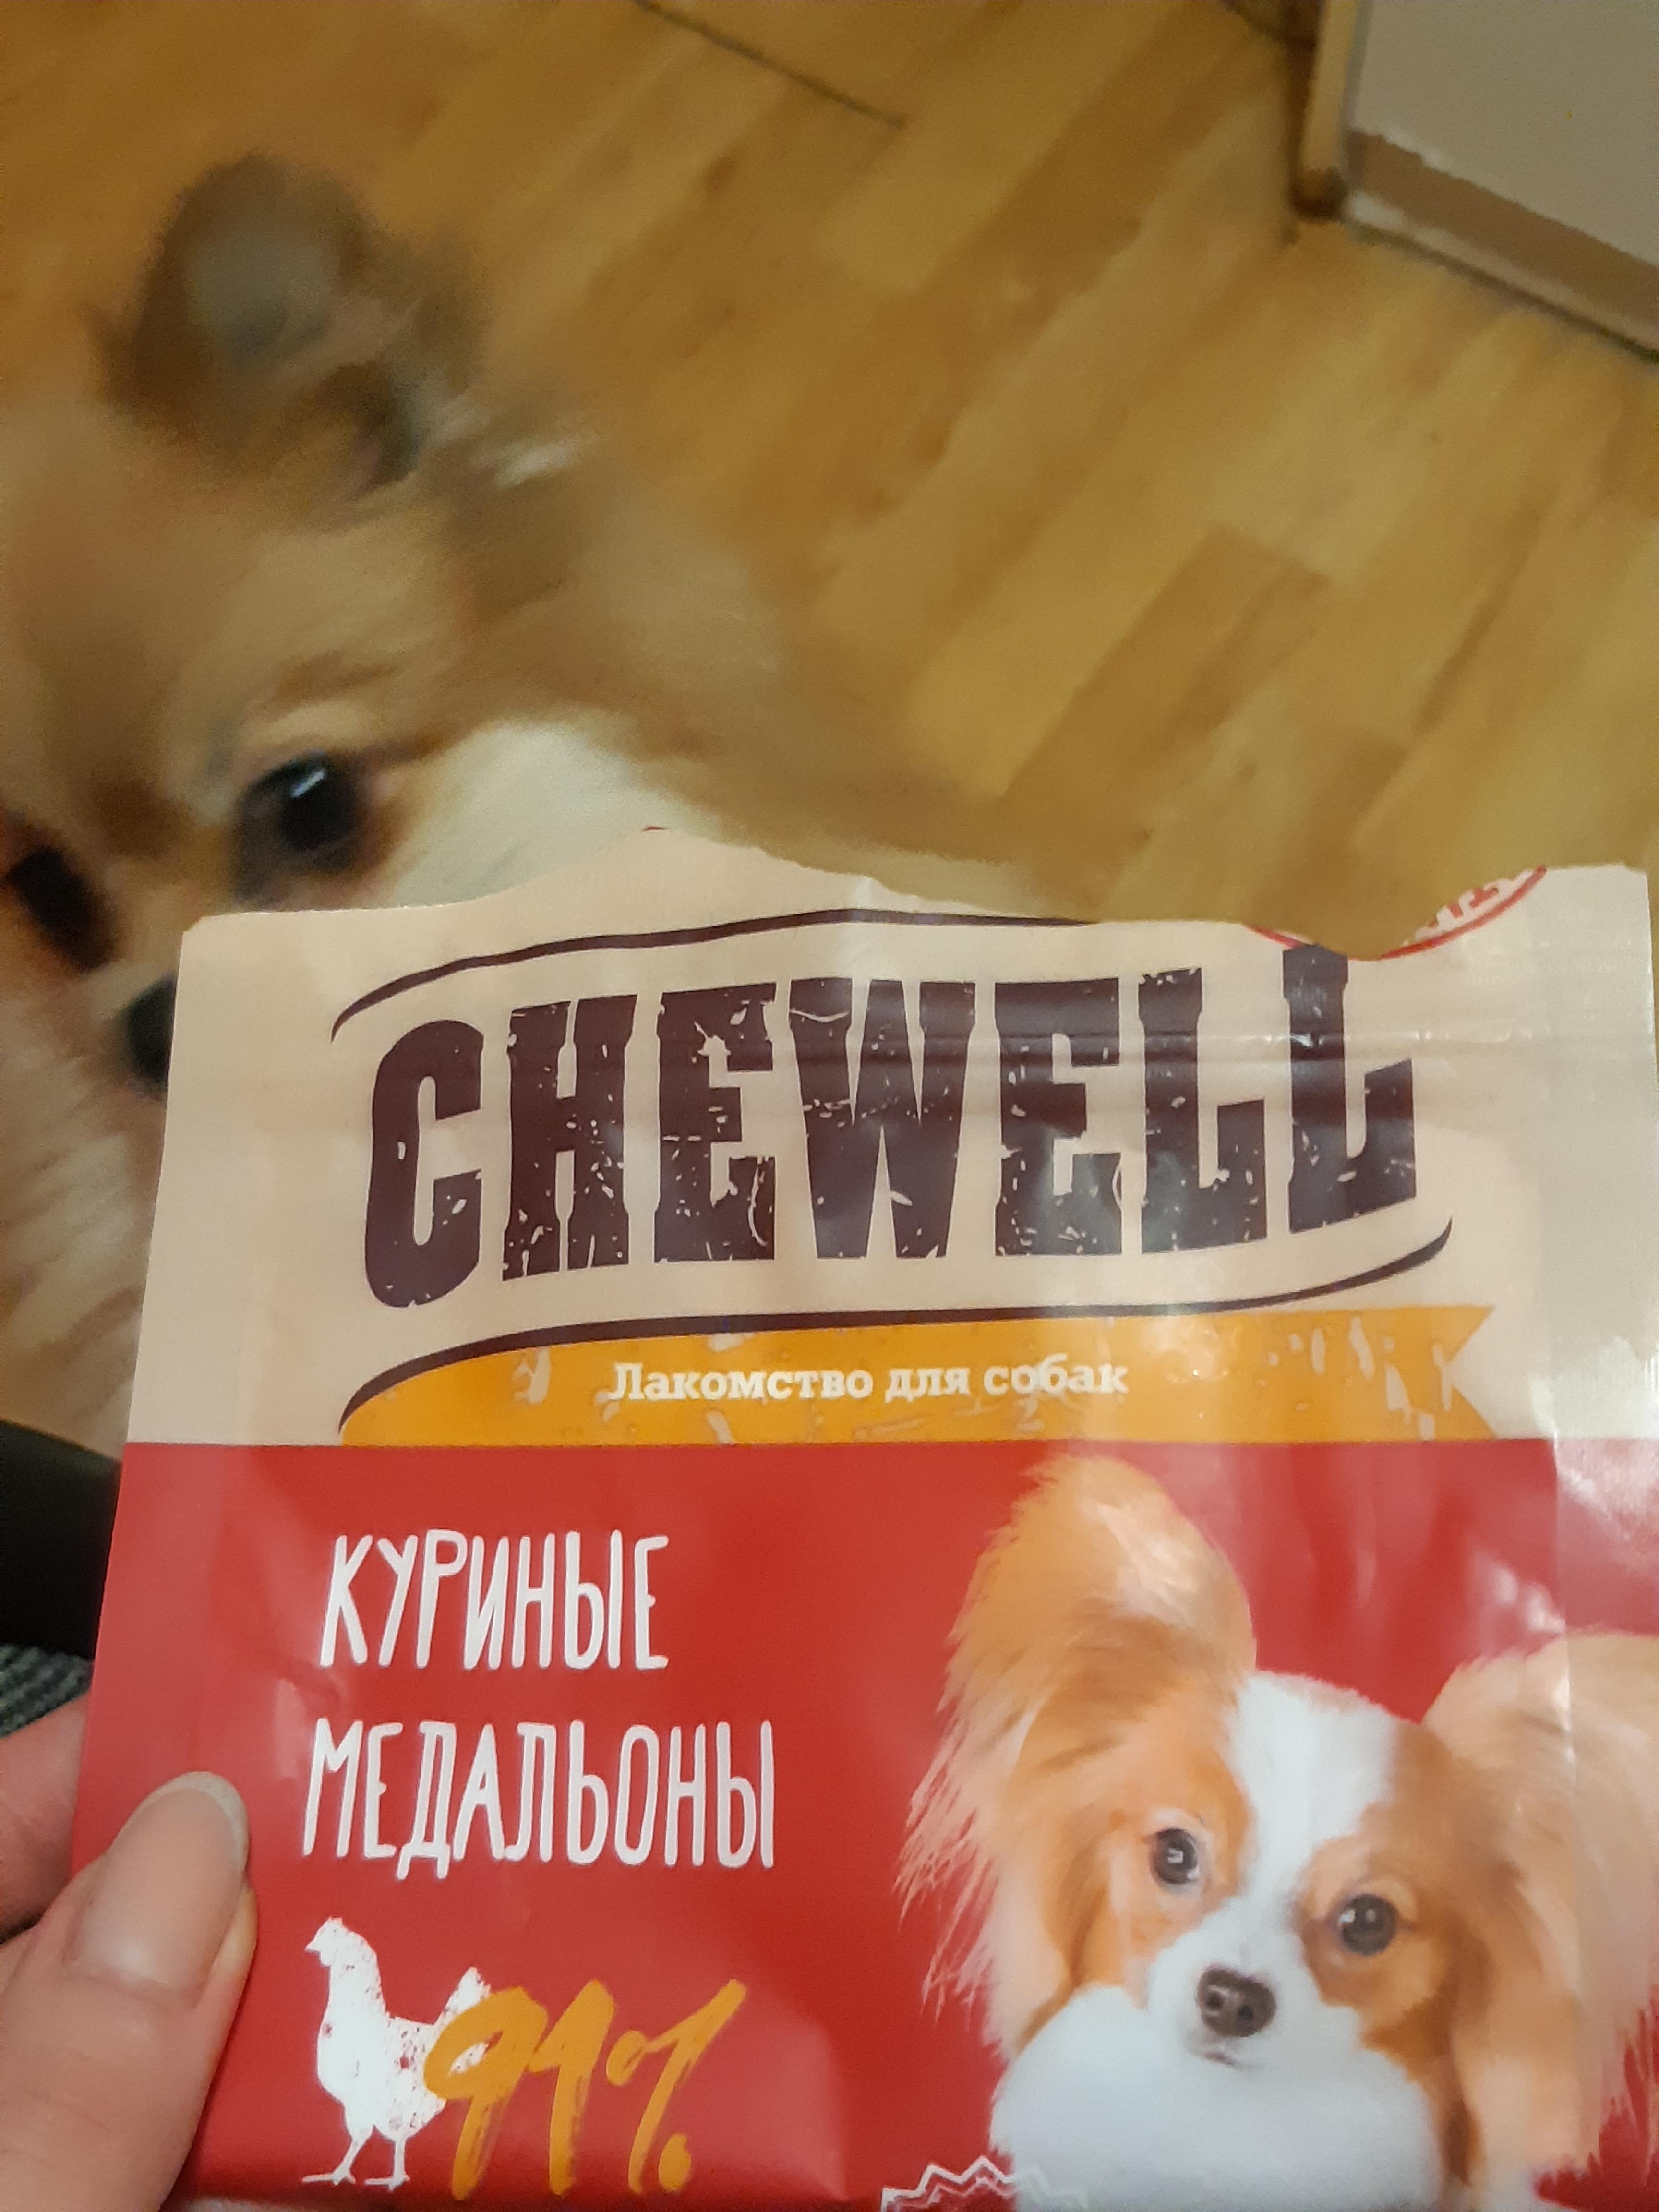 CHEWELL
Лакомство для собак
КУРИНЫЕ
МЕДАЛЬОНЫ
91%